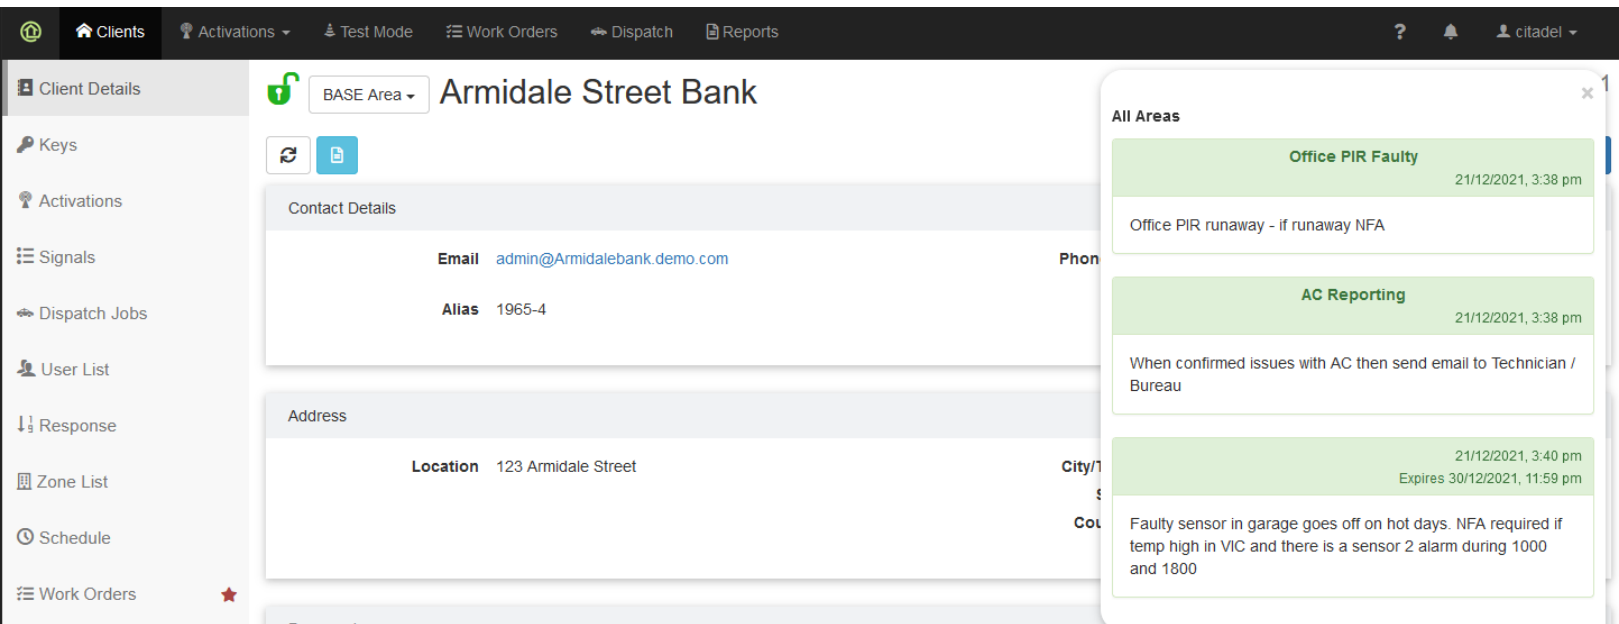 Clients Activations Test Mode Work Orders Dispatch Reports ? citadel
Client Details
Keys
Activations
Signals
Dispatch Jobs
User List
Response
Zone List
Schedule
Work Orders
BASE Area Armidale Street Bank
Contact Details
Email admin@Armidalebank.demo.com
Phon
Alias 1965-4
Address
Location 123 Armidale Street
City/T
S
Cou
1
×
All Areas
Office PIR Faulty
21/12/2021, 3:38 pm
Office PIR runaway - if runaway NFA
AC Reporting
21/12/2021, 3:38 pm
When confirmed issues with AC then send email to Technician /
Bureau
21/12/2021, 3:40 pm
Expires 30/12/2021, 11:59 pm
Faulty sensor in garage goes off on hot days. NFA required if
temp high in VIC and there is a sensor 2 alarm during 1000
and 1800